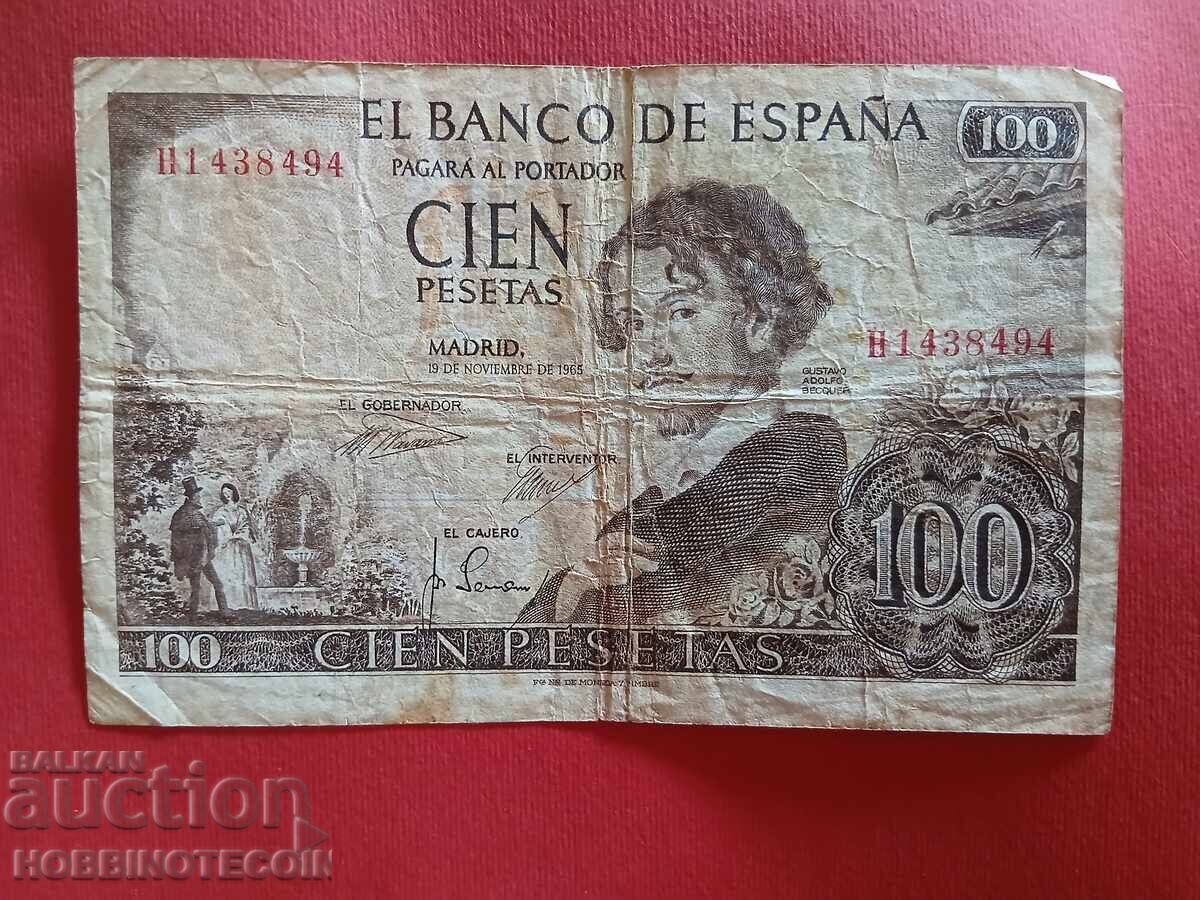 EL BANCO DE ESPAÑA
100
H1438494
PAGARÁ AL PORTADOR
CIEN
PESETAS
H1438494
MADRID,
19 DE NOVIEMBRE DE 1965
GUSTAVO
ADOLFO
BECQUER
EL GOBERNADOR
EL INTERVENTOR
EL CAJERO
100
100 CIEN PESETAS
BALKAN
auction
HOBBINOTECOIN